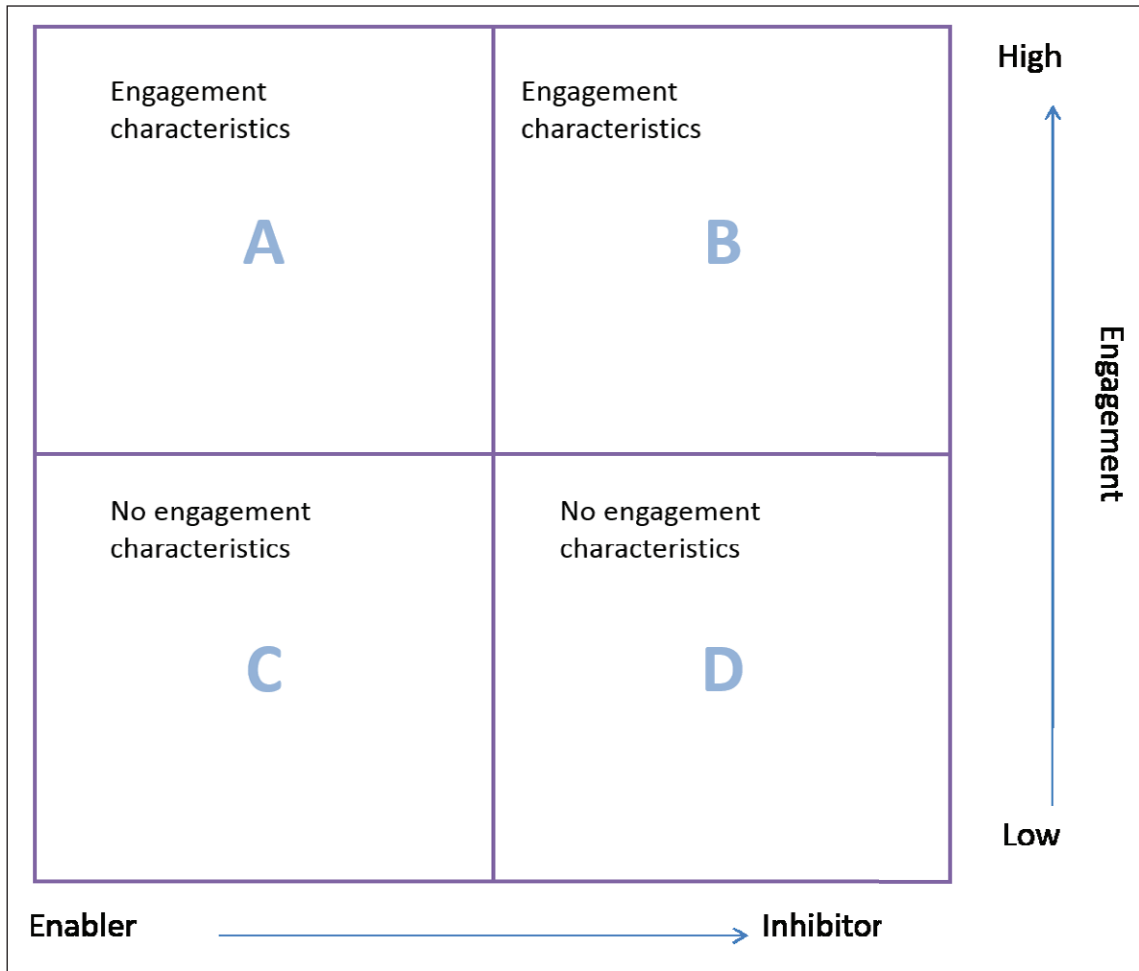 High
Engagement
characteristics
Engagement
characteristics
A
B
Engagement
No engagement
characteristics
No engagement
characteristics
C
D
Low
Enabler
Inhibitor